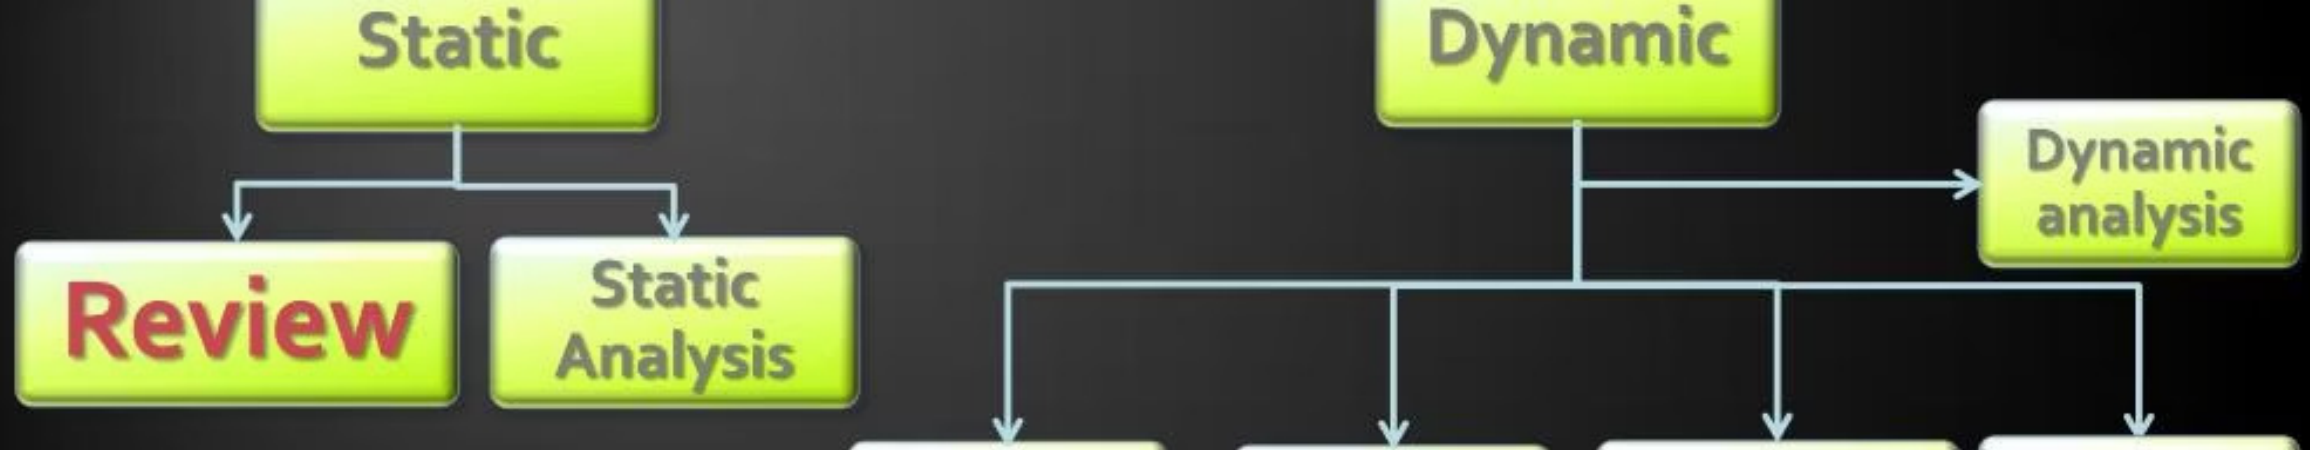 Static
Dynamic
Dynamic
analysis
Review
Static
Analysis